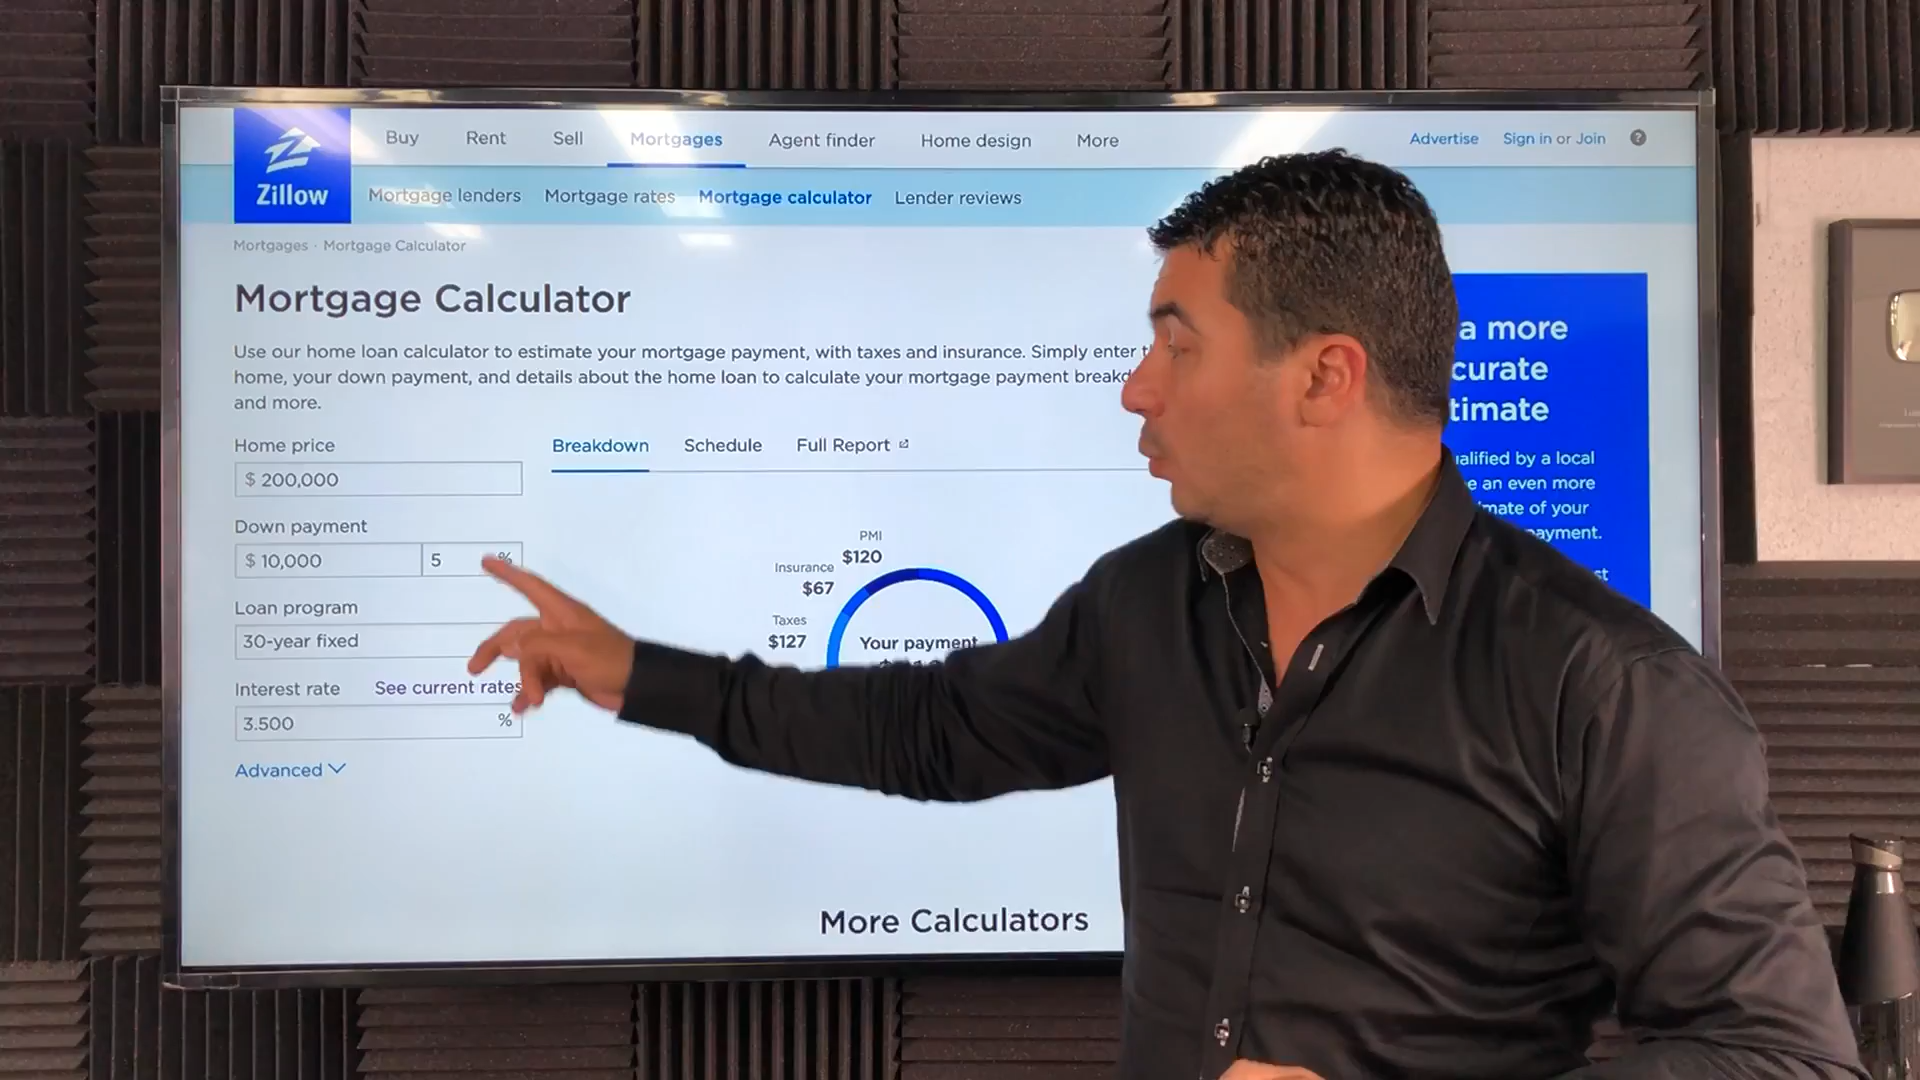 Zillow
Buy Rent Sell Mortgages Agent finder Home design More Advertise Sign in or Join ?
Mortgage lenders Mortgage rates Mortgage calculator Lender reviews
Mortgages · Mortgage Calculator
Mortgage Calculator
Use our home loan calculator to estimate your mortgage payment, with taxes and insurance. Simply enter
home, your down payment, and details about the home loan to calculate your mortgage payment
and more.
Home price
$ 200,000
Down payment
$ 10,000 5 %
Loan program
30-year fixed
Interest rate See current rates
3.500 %
Advanced
Breakdown Schedule Full Report
PMI
$120
Insurance
$67
Taxes
$127
Your payment
More Calculators
a more
curate
timate
alified by a local
e an even more
mate of your
payment.
st